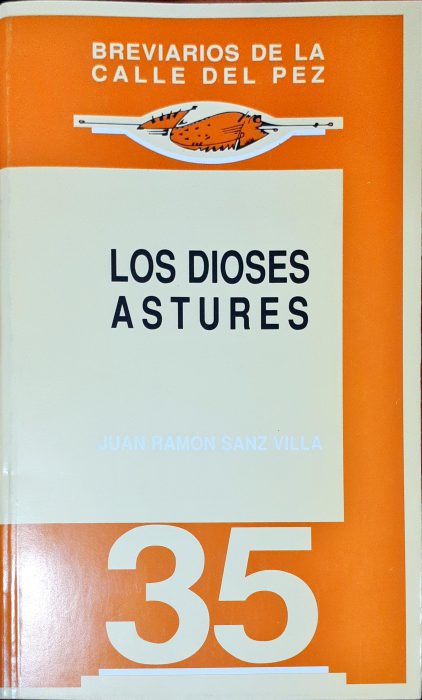 BREVIARIOS DE LA
CALLE DEL PEZ
LOS DIOSES
ASTURES
JUAN RAMON SANZ VILLA
35